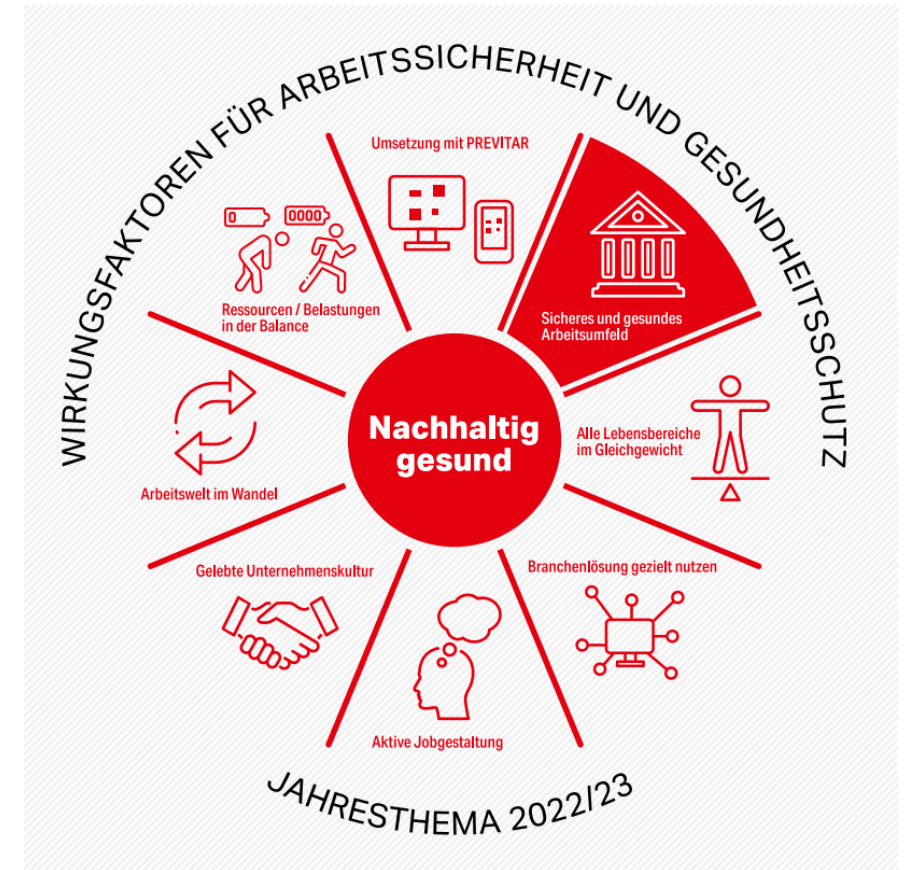 WIRKUNGSFAKTOREN FÜR ARBEITSSICHERHEIT UND GESUNDHEITSSCHUTZ
Umsetzung mit PREVITAR
Sicheres und gesundes
Arbeitsumfeld
Alle Lebensbereiche
im Gleichgewicht
Branchenlösung gezielt nutzen
Aktive Jobgestaltung
Gelebte Unternehmenskultur
Arbeitswelt im Wandel
Ressourcen / Belastungen
in der Balance
Nachhaltig
gesund
JAHRESTHEMA 2022/23